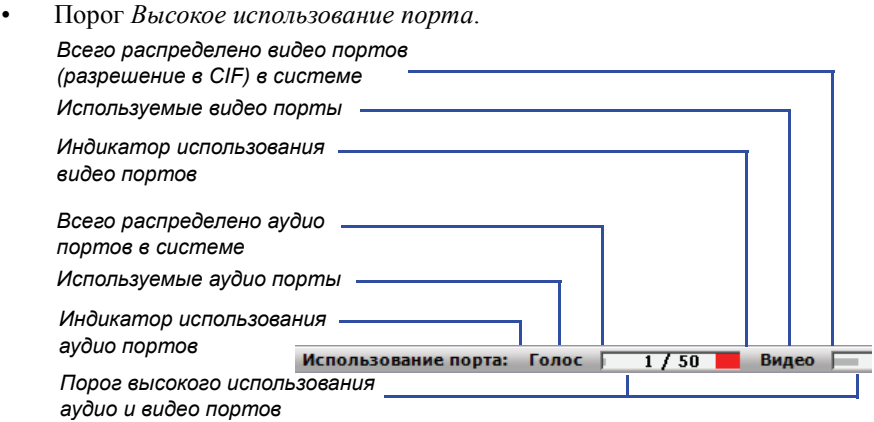 • Порог Высокое использование порта.
Всего распределено видео портов
(разрешение в CIF) в системе
Используемые видео порты
Индикатор использования
видео портов
Всего распределено аудио
портов в системе
Используемые аудио порты
Индикатор использования
аудио портов
Использование порта: Голос 1 / 50 Видео
Порог высокого использования
аудио и видео портов